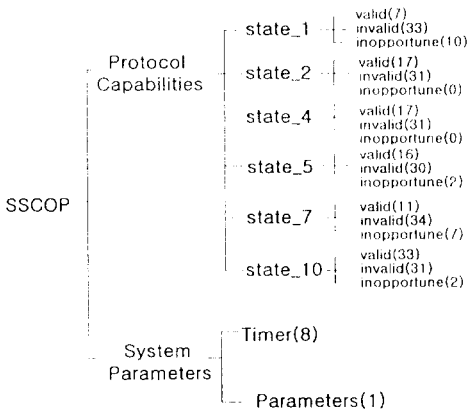 state_1
valid(7)
invalid(33)
inopportune(10)
Protocol
Capabilities
state_2
valid(17)
invalid(31)
inopportune(0)
state_4
valid(17)
invalid(31)
inopportune(0)
state_5
valid(16)
invalid(30)
inopportune(2)
SSCOP
state_7
valid(11)
invalid(34)
inopportune(7)
state_10
valid(33)
invalid(31)
inopportune(2)
System
Parameters
Timer(8)
Parameters(1)